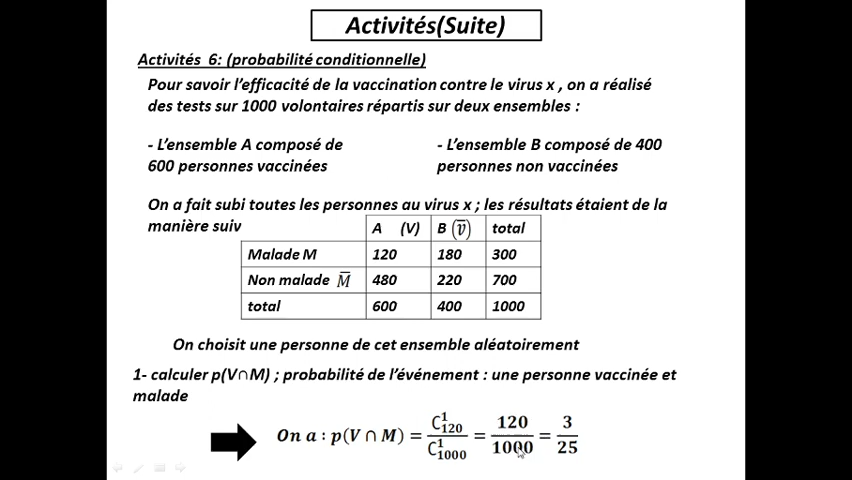 Activités(Suite)
Activités 6: (probabilité conditionnelle)
Pour savoir l'efficacité de la vaccination contre le virus x , on a réalisé
des tests sur 1000 volontaires répartis sur deux ensembles :
- L'ensemble A composé de
600 personnes vaccinées
- L'ensemble B composé de 400
personnes non vaccinées
On a fait subi toutes les personnes au virus x ; les résultats étaient de la
manière suiv
A (V) B (v̅) total
Malade M 120 180 300
Non malade M̅ 480 220 700
total 600 400 1000
On choisit une personne de cet ensemble aléatoirement
1- calculer p(V∩M) ; probabilité de l'événement : une personne vaccinée et
malade
On a : p(V ∩ M) = C¹₁₂₀ / C¹₁₀₀₀ = 120 / 1000 = 3 / 25